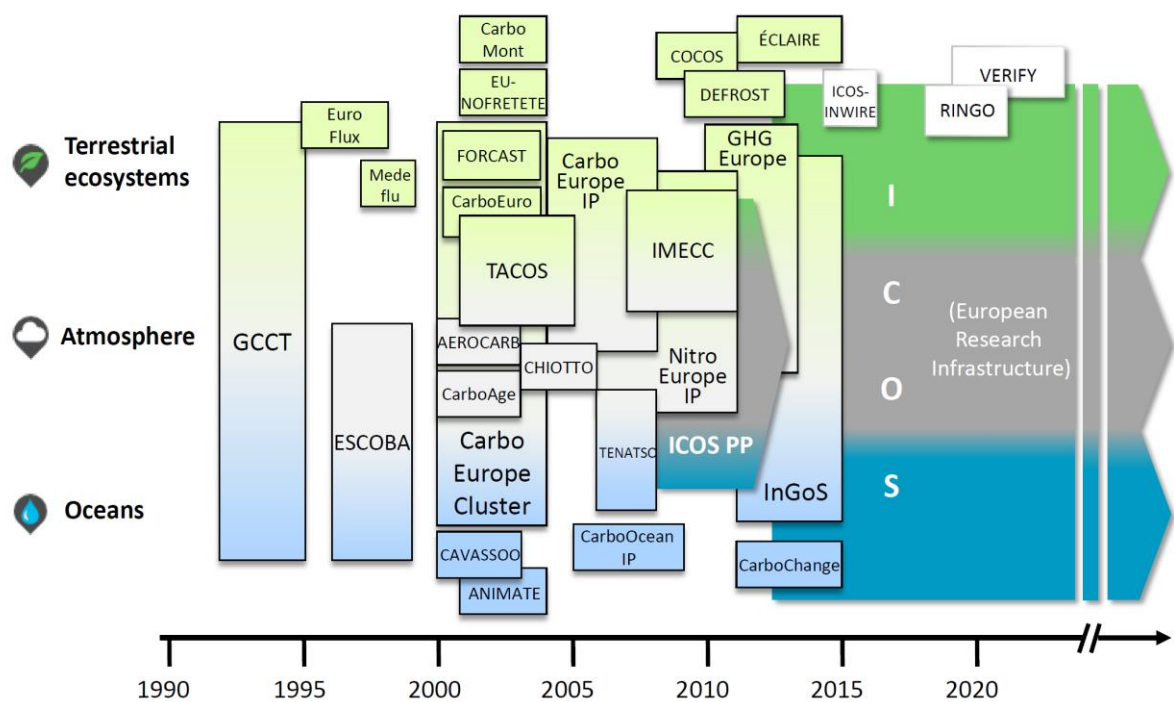 Carbo
Mont
ÉCLAIRE
COCOS
EU-
NOFRETETE
DEFROST
ICOS-
INWIRE
VERIFY
RINGO
Terrestrial
ecosystems
Euro
Flux
Mede
flu
FORCAST
CarboEuro
Carbo
Europe
IP
GHG
Europe
I
TACOS
IMECC
Atmosphere
GCCT
AEROCARB
CHIOTTO
CarboAge
Nitro
Europe
IP
C
(European
Research
Infrastructure)
O
ESCOBA
Carbo
Europe
Cluster
TENATSO
ICOS PP
InGoS
S
Oceans
CAVASSOO
ANIMATE
CarboOcean
IP
CarboChange
1990
1995
2000
2005
2010
2015
2020